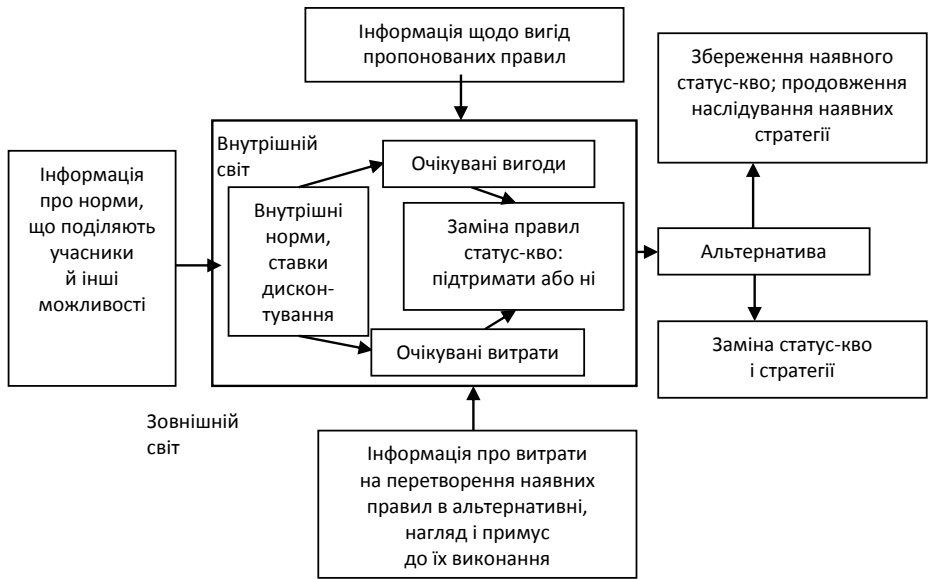 Інформація щодо вигід
пропонованих правил
Збереження наявного
статус-кво; продовження
наслідування наявних
стратегії
Внутрішній
світ
Очікувані вигоди
Інформація
про норми,
що поділяють
учасники
й інші
можливості
Внутрішні
норми,
ставки
дискон-
тування
Заміна правил
статус-кво:
підтримати або ні
Альтернатива
Очікувані витрати
Заміна статус-кво
і стратегії
Зовнішній
світ
Інформація про витрати
на перетворення наявних
правил в альтернативні,
нагляд і примус
до їх виконання